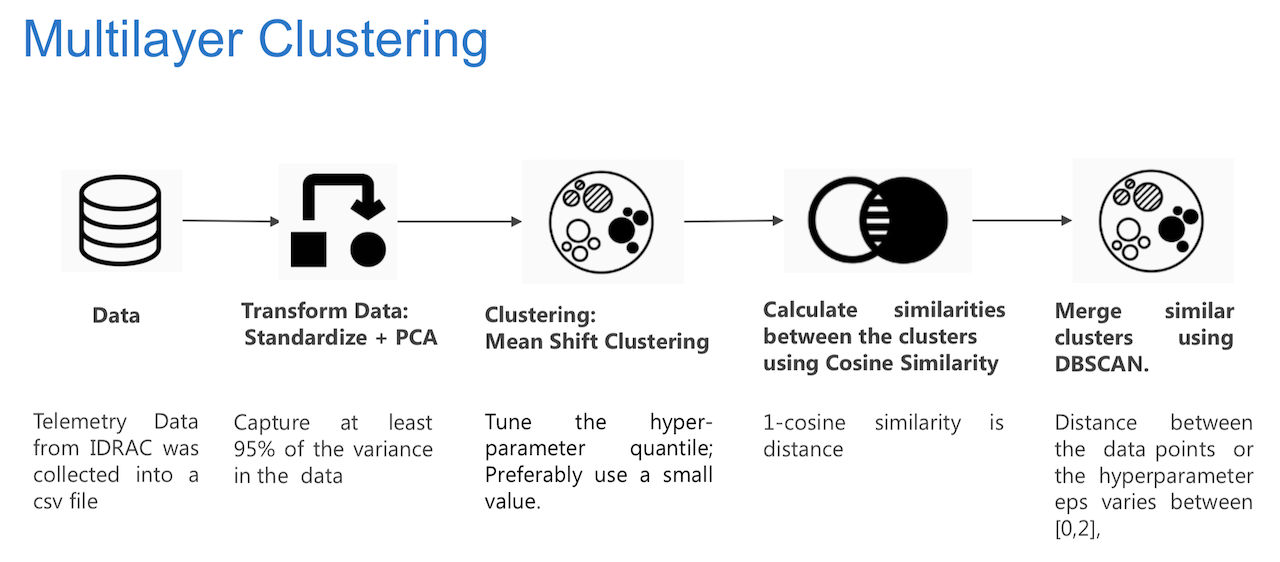 Multilayer Clustering
Data
Telemetry Data
from IDRAC was
collected into a
csv file
Transform Data:
Standardize + PCA
Capture at least
95% of the variance
in the data
Clustering:
Mean Shift Clustering
Tune the hyper-
parameter quantile;
Preferably use a small
value.
Calculate similarities
between the clusters
using Cosine Similarity
1-cosine similarity is
distance
Merge similar
clusters using
DBSCAN.
Distance between
the data points or
the hyperparameter
eps varies between
[0,2],